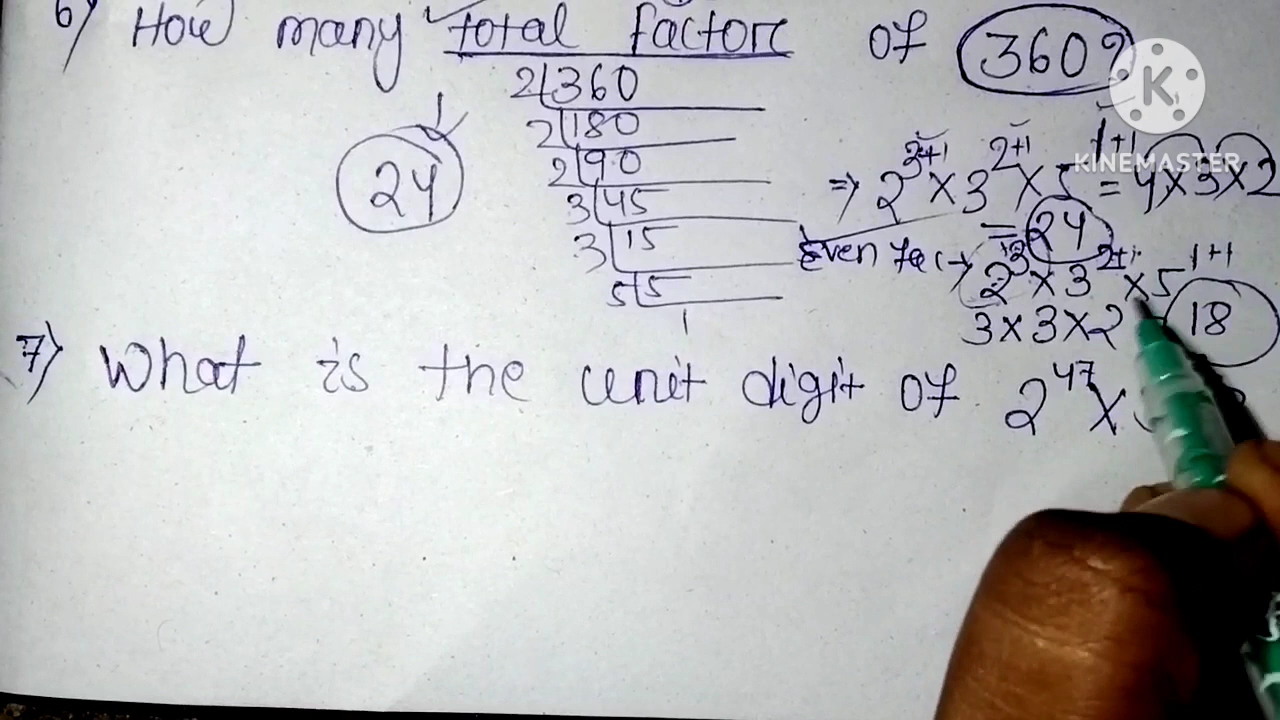 6) How many total factors of 360?
2 360
2 180
2 90
3 45
3 15
5 5
1
24
⇒ 2^3+1 × 3^2+1 × 5^1+1 = 4×3×2
= 24
Even fac → 2^3 × 3^2+1 × 5^1+1
3×3×2 = 18
7) What is the unit digit of 2^47 ×
K
KINEMASTER